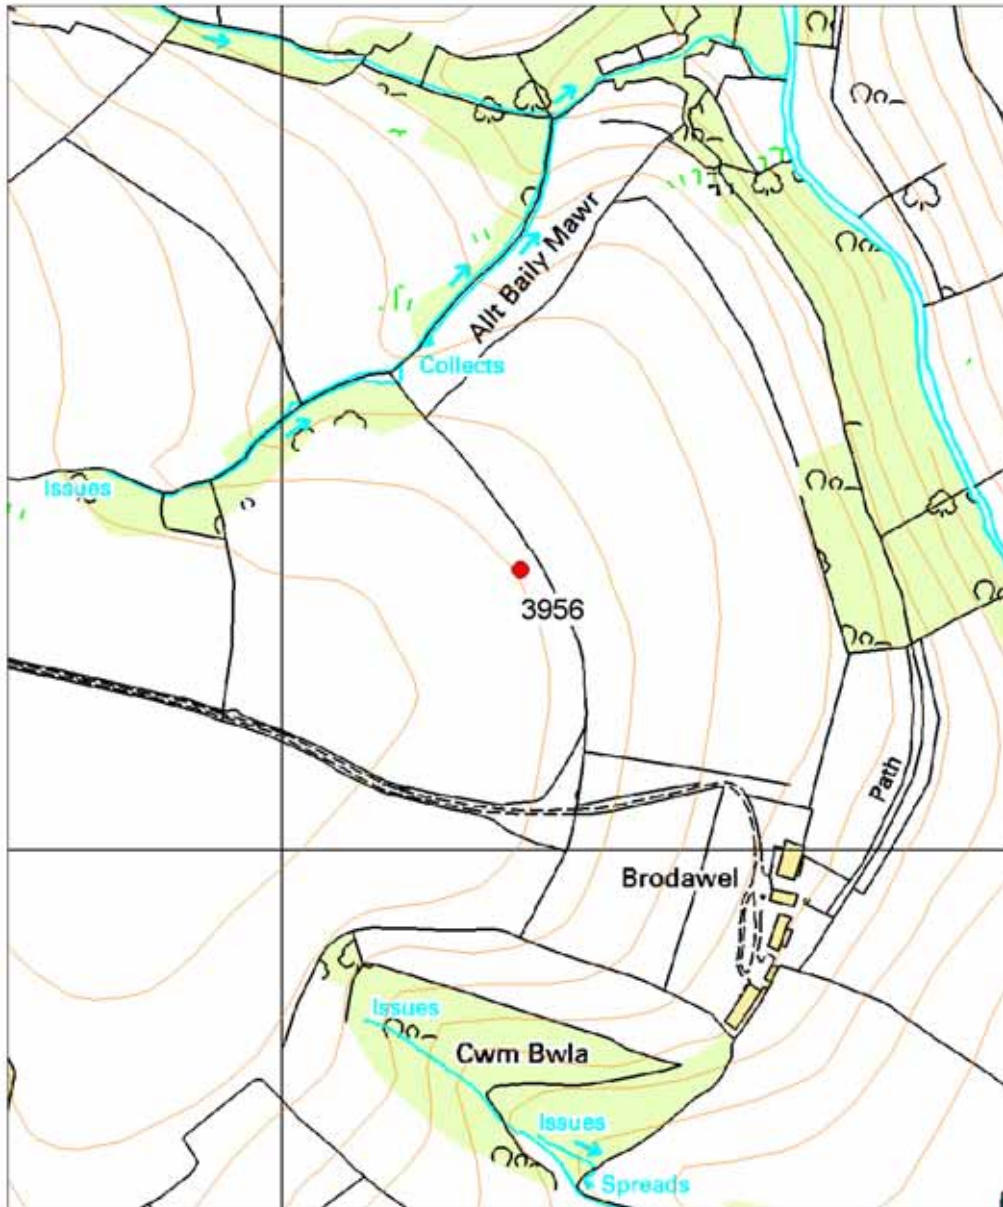 Allt Baily Mawr
Collects
Issues
3956
Path
Brodawel
Issues
Cwm Bwla
Issues
Spreads